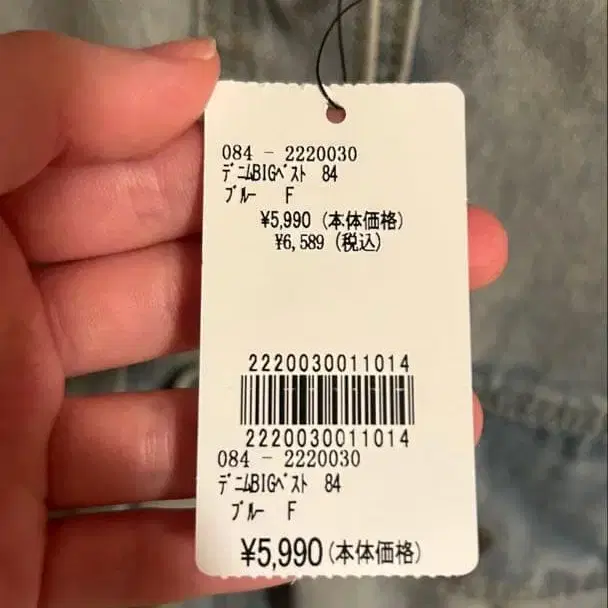 084 - 2220030
ﾃﾞﾆﾑBIGﾍﾞｽﾄ 84
ﾌﾞﾙｰ F
¥5,990 (本体価格)
¥6,589 (税込)
2220030011014
2220030011014
084 - 2220030
ﾃﾞﾆﾑBIGﾍﾞｽﾄ 84
ﾌﾞﾙｰ F
¥5,990(本体価格)